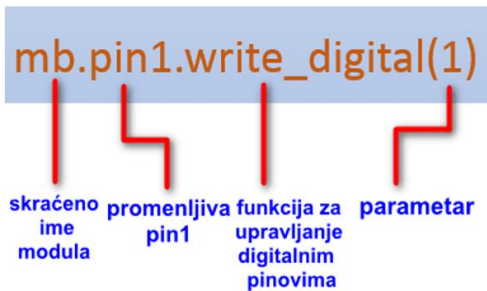 mb.pin1.write_digital(1)
skraćeno
ime
modula
promenljiva
pin1
funkcija za
upravljanje
digitalnim
pinovima
parametar